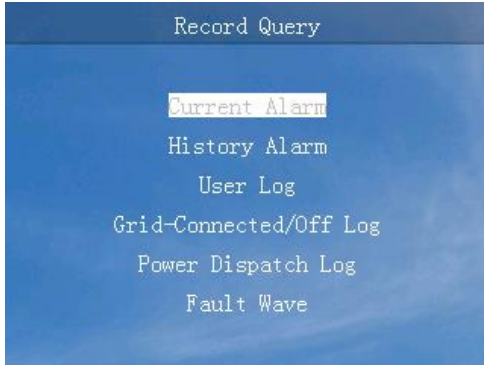 Record Query
Current Alarm
History Alarm
User Log
Grid-Connected/Off Log
Power Dispatch Log
Fault Wave